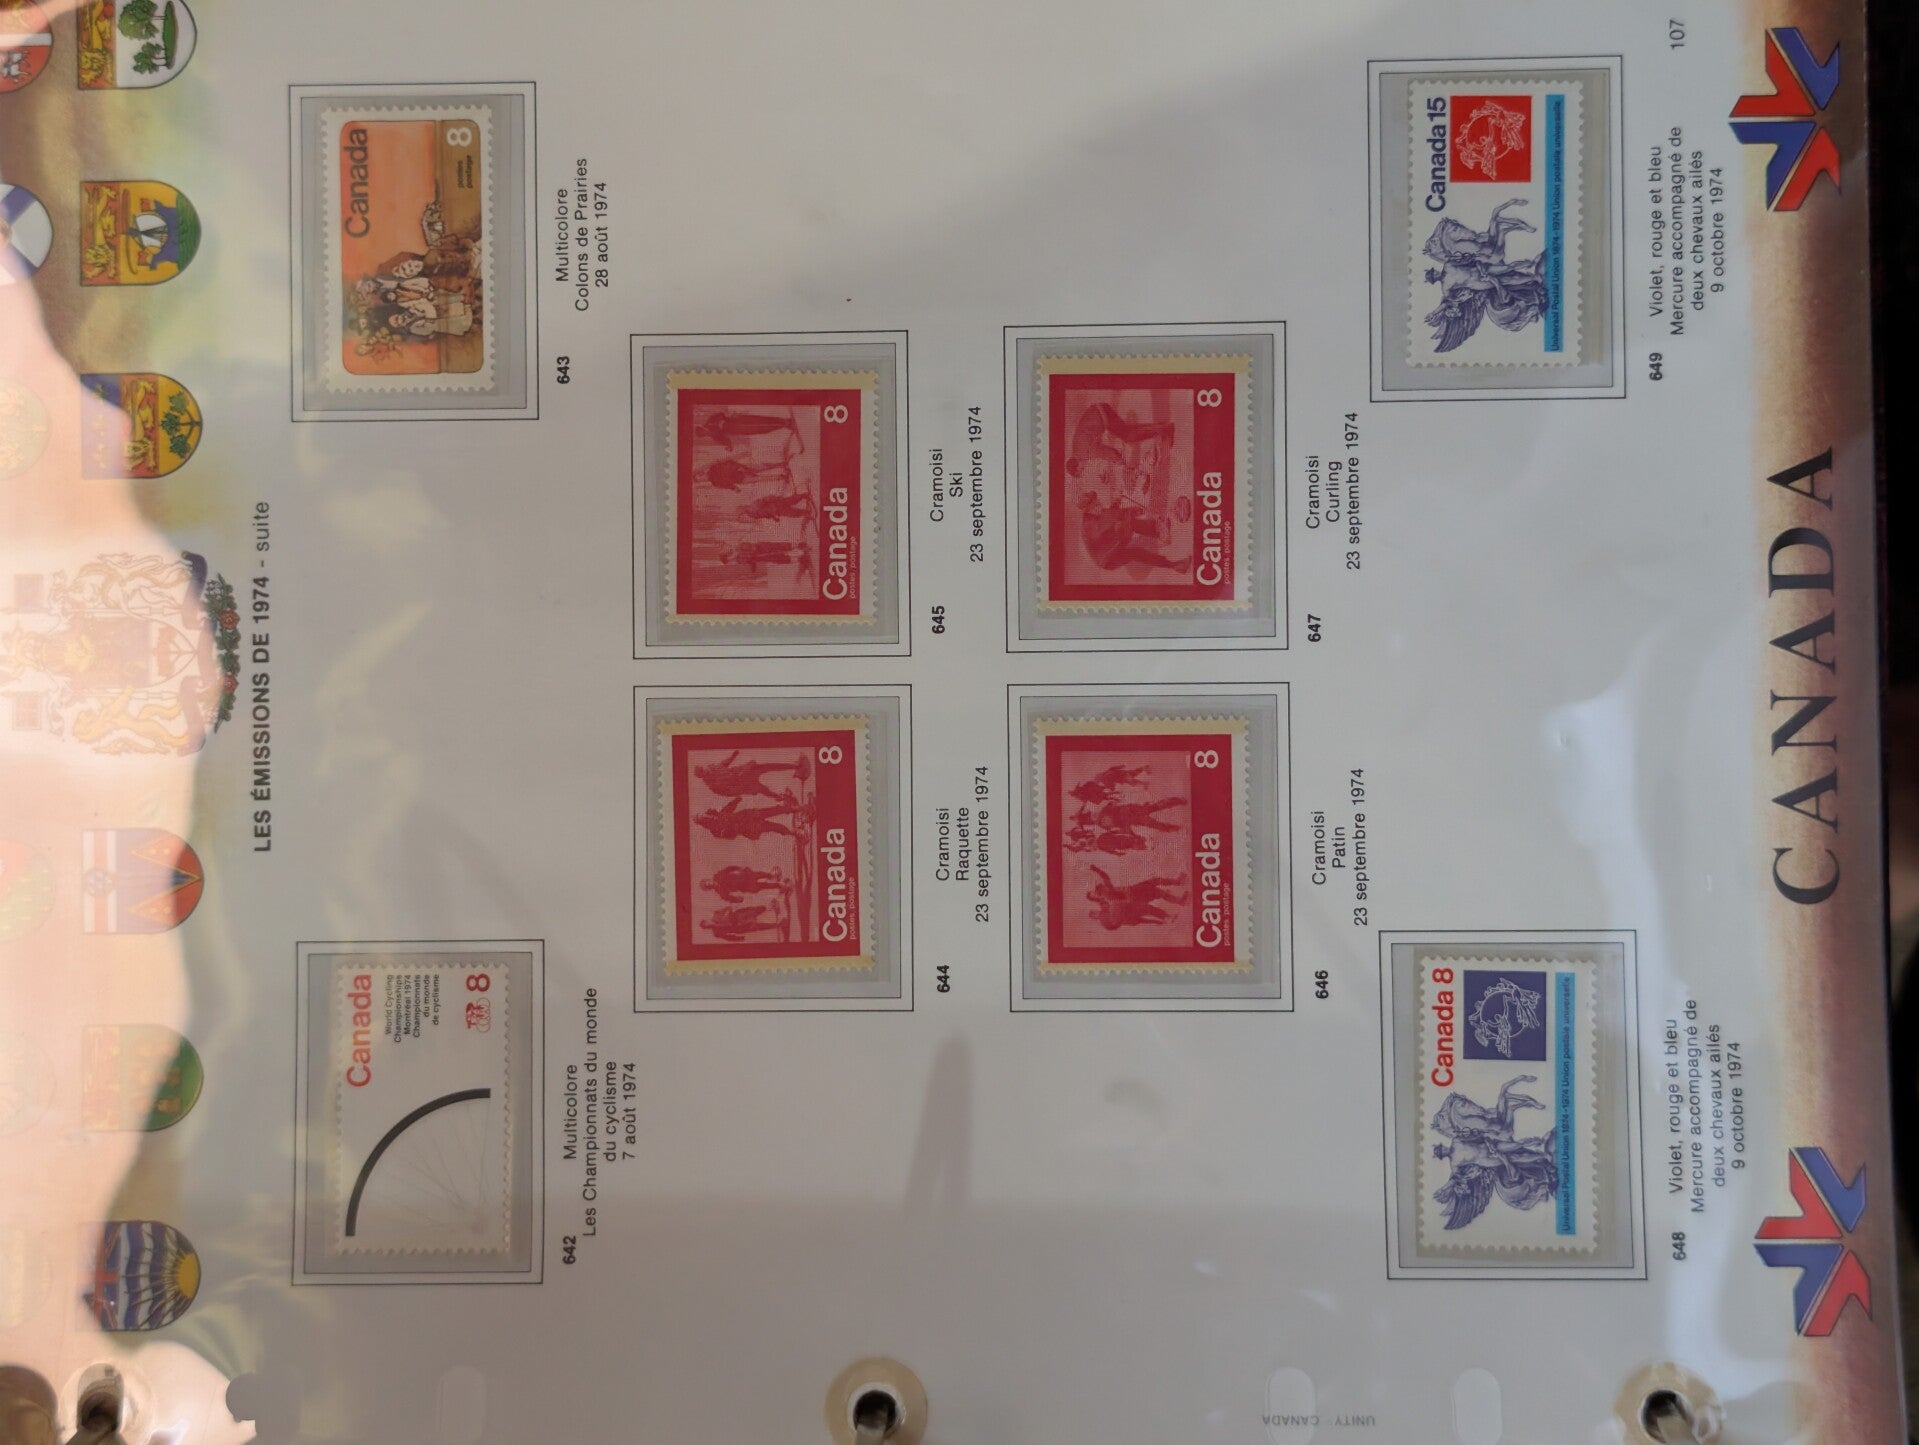 LES ÉMISSIONS DE 1974 - suite
Canada
World Cycling
Championships
Montréal 1974
Championnats
du monde
de cyclisme
8
642 Multicolore
Les Championnats du monde
du cyclisme
7 août 1974
Canada
postes
postage
8
643 Multicolore
Colons de Prairies
28 août 1974
Canada 8
postes, postage
644 Cramoisi
Raquette
23 septembre 1974
Canada 8
postes, postage
645 Cramoisi
Ski
23 septembre 1974
Canada 8
postes, postage
646 Cramoisi
Patin
23 septembre 1974
Canada 8
postes, postage
647 Cramoisi
Curling
23 septembre 1974
Canada 8
Universal Postal Union 1874-1974 Union postale universelle
648 Violet, rouge et bleu
Mercure accompagné de
deux chevaux ailés
9 octobre 1974
Canada 15
Universal Postal Union 1874-1974 Union postale universelle
649 Violet, rouge et bleu
Mercure accompagné de
deux chevaux ailés
9 octobre 1974
CANADA
107
UNITY CANADA